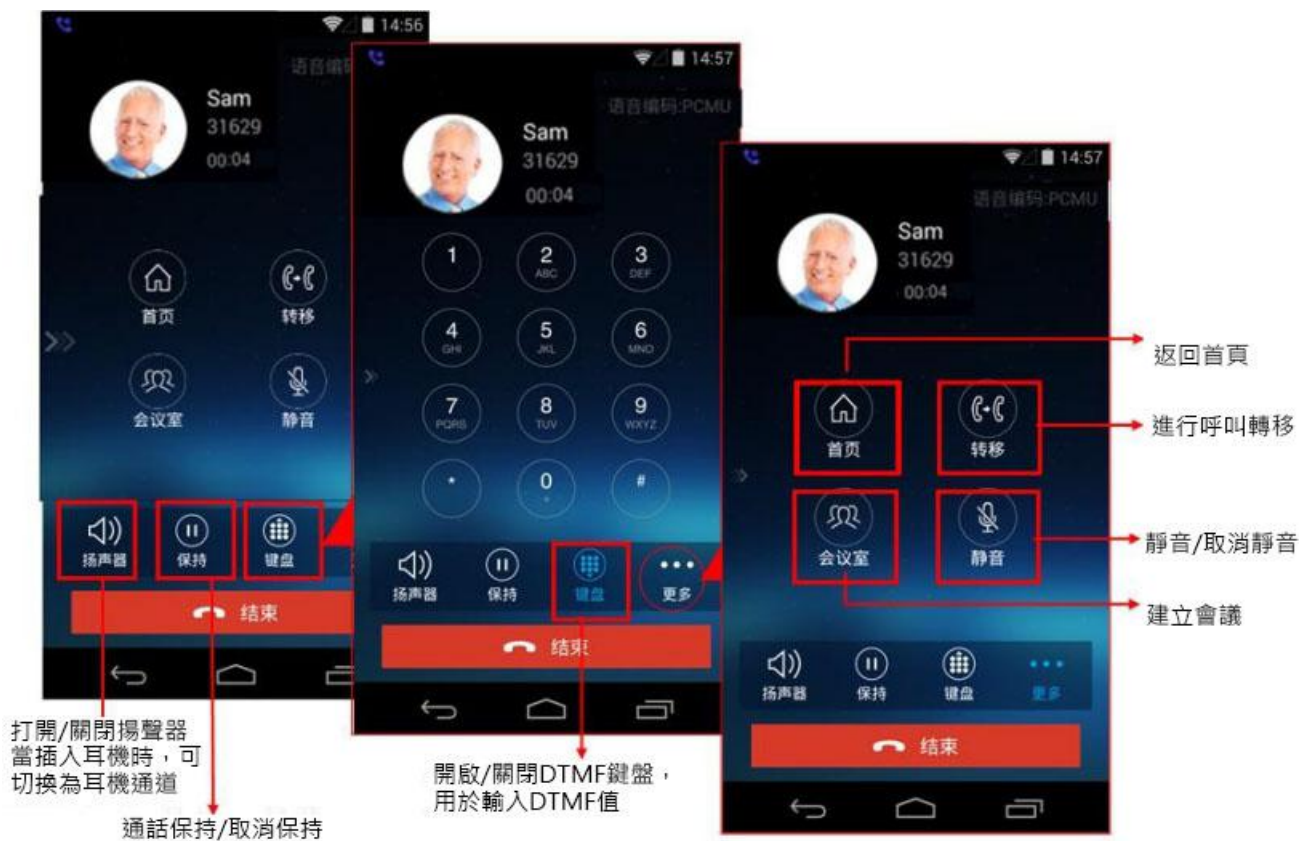 14:56
语音编
Sam
31629
00:04
首页
转移
会议室
静音
扬声器
保持
键盘
结束
14:57
语音编码:PCMU
Sam
31629
00:04
1
2
ABC
3
DEF
4
GHI
5
JKL
6
MNO
7
PQRS
8
TUV
9
WXYZ
*
0
+
#
扬声器
保持
键盘
更多
结束
14:57
语音编码:PCMU
Sam
31629
00:04
首页
转移
会议室
静音
扬声器
保持
键盘
更多
结束
返回首頁
進行呼叫轉移
靜音/取消靜音
建立會議
打開/關閉揚聲器
當插入耳機時,可
切換為耳機通道
通話保持/取消保持
開啟/關閉DTMF鍵盤,
用於輸入DTMF值